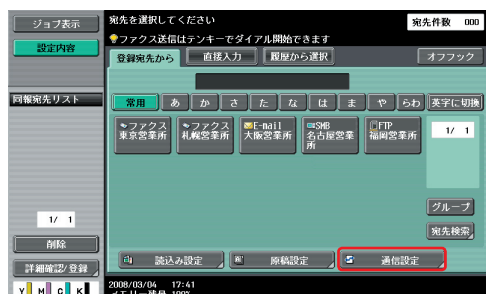 ジョブ表示
設定内容
宛先を選択してください
宛先件数 000
ファクス送信はテンキーでダイアル開始できます
登録宛先から 直接入力 履歴から選択 オフフック
同報宛先リスト
常用 あ か さ た な は ま や らわ 英字に切換
ファクス
東京営業所
ファクス
札幌営業所
E-mail
大阪営業所
SMB
名古屋営業
所
FTP
福岡営業所
1/ 1
グループ
宛先検索
1/ 1
削除
詳細確認/登録
読込み設定 原稿設定 通信設定
Y M C K
2008/03/04 17:41
メモリー残量 100%